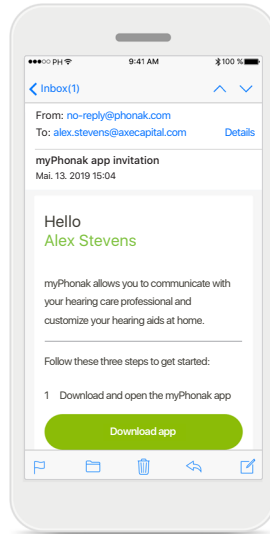 PH 9:41 AM 100 %
Inbox(1)
From: no-reply@phonak.com
To: alex.stevens@axecapital.com Details
myPhonak app invitation
Mai. 13. 2019 15:04
Hello
Alex Stevens
myPhonak allows you to communicate with
your hearing care professional and
customize your hearing aids at home.
Follow these three steps to get started:
1 Download and open the myPhonak app
Download app